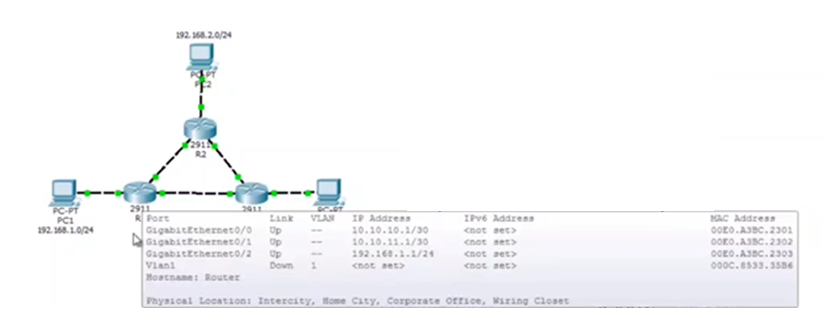 192.168.2.0/24
PC-PT
PC2
2911
R2
2911
2911
PC-PT
PC-PT
PC1
192.168.1.0/24
Port Link VLAN IP Address IPv6 Address MAC Address
GigabitEthernet0/0 Up -- 10.10.10.1/30 <not set> 00E0.A3BC.2301
GigabitEthernet0/1 Up -- 10.10.11.1/30 <not set> 00E0.A3BC.2302
GigabitEthernet0/2 Up -- 192.168.1.1/24 <not set> 00E0.A3BC.2303
Vlan1 Down 1 <not set> <not set> 000C.8533.35B6
Hostname: Router
Physical Location: Intercity, Home City, Corporate Office, Wiring Closet